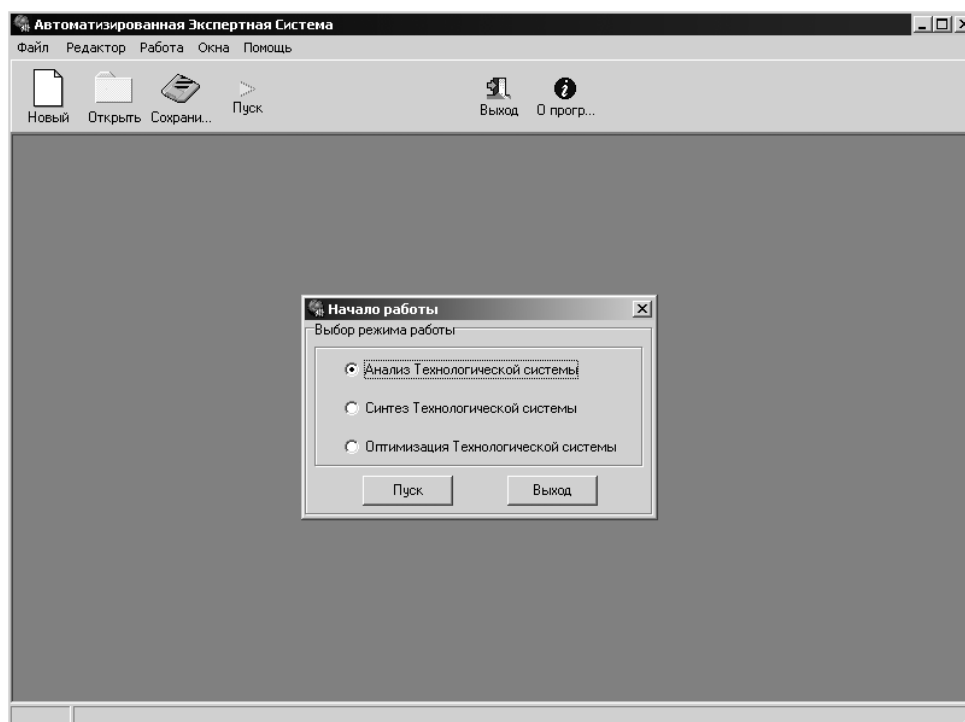 Автоматизированная Экспертная Система
Файл Редактор Работа Окна Помощь
Новый Открыть Сохрани... Пуск Выход О прогр...
Начало работы
Выбор режима работы
Анализ Технологической системы
Синтез Технологической системы
Оптимизация Технологической системы
Пуск Выход